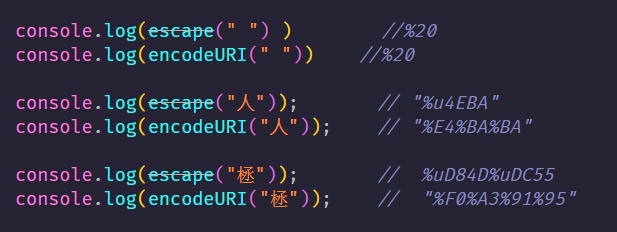 console.log(escape(" ") ) //%20
console.log(encodeURI(" ")) //%20
console.log(escape("人")); // "%u4EBA"
console.log(encodeURI("人")); // "%E4%BA%BA"
console.log(escape("𣑕")); // %uD84D%uDC55
console.log(encodeURI("𣑕")); // "%F0%A3%91%95"